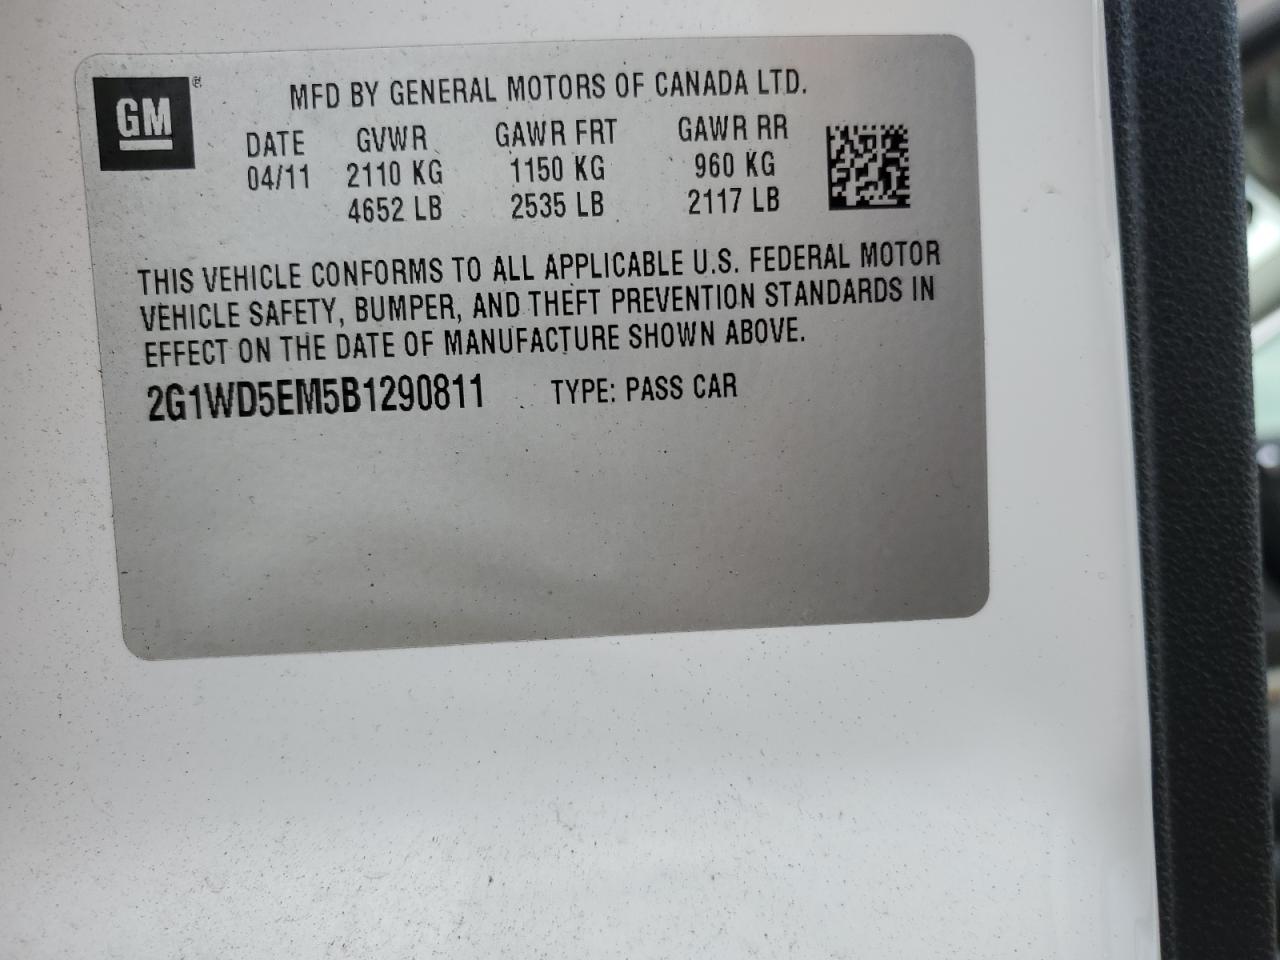 GM®
MFD BY GENERAL MOTORS OF CANADA LTD.
DATE GVWR GAWR FRT GAWR RR
04/11 2110 KG 1150 KG 960 KG
4652 LB 2535 LB 2117 LB
THIS VEHICLE CONFORMS TO ALL APPLICABLE U.S. FEDERAL MOTOR
VEHICLE SAFETY, BUMPER, AND THEFT PREVENTION STANDARDS IN
EFFECT ON THE DATE OF MANUFACTURE SHOWN ABOVE.
2G1WD5EM5B1290811 TYPE: PASS CAR